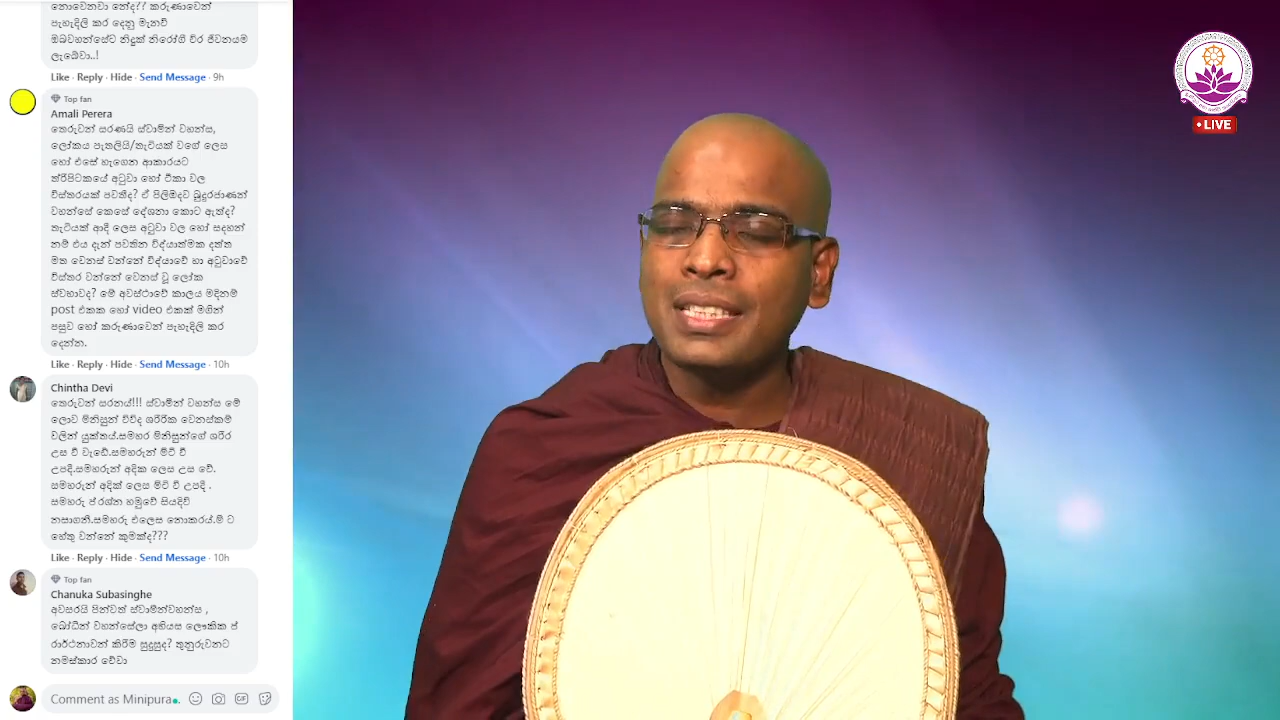 නොවෙනවා නේද?? කරුණාවෙන්
පැහැදිලි කර දෙනු මැනව්
ඔබවහන්සේට නිදුක් නිරෝගී චිර ජීවනයම
ලැබේවා..!
Like · Reply · Hide · Send Message · 9h
Top fan
Amali Perera
තෙරුවන් සරණයි ස්වාමින් වහන්ස,
ලෝකය පැතලියි/තැටියක් වගේ ලෙස
හෝ එසේ හැගෙන ආකාරයට
ත්‍රිපිටකයේ අටුවා හෝ ටීකා වල
විස්තරයක් පවතීද? ඒ පිලිමදව බුදුරජාණන්
වහන්සේ කෙසේ දේශනා කොට ඇත්ද?
තැටියක් ආදී ලෙස අටුවා වල හෝ සඳහන්
නම් එය දැන් පවතින විද්‍යාත්මක දත්ත
මත වෙනස් වන්නේ විද්‍යාවේ හා අටුවාවේ
විස්තර වන්නේ වෙනස් වූ ලෝක
ස්වභාවද? මේ අවස්ථාවේ කාලය මදිනම්
post එකක හෝ video එකක් මගින්
පසුව හෝ කරුණාවෙන් පැහැදිලි කර
දෙන්න.
Like · Reply · Hide · Send Message · 10h
Chintha Devi
තෙරුවන් සරනය්!!! ස්වාමින් වහන්ස මේ
ලොව මිනිසුන් විවිද ශරීරික වෙනස්කම්
වලින් යුක්තය්.සමහර මිනිසුන්ගේ ශරීර
උස වී වැඩේ.සමහරුන් මිටි වී
උපදී.සමහරුන් අදික ලෙස උස වේ.
සමහරුන් අදක් ලෙස මිටි වී උපදී .
සමහරු ප්රශ්න හමුවේ සියදිවි
නසාගනී.සමහරු එලෙස නොකරය්.මි ට
හේතු වන්නේ කුමක්ද???
Like · Reply · Hide · Send Message · 10h
Top fan
Chanuka Subasinghe
අවසරයි පින්වත් ස්වාමීන්වහන්ස ,
බෝධීන් වහන්සේලා අභියස ලෞකික ප්
රාර්ථනාවන් කිරීම සුදුසුද? තුනුරුවනට
නමස්කාර වේවා
Comment as Minipura
GIF
LIVE